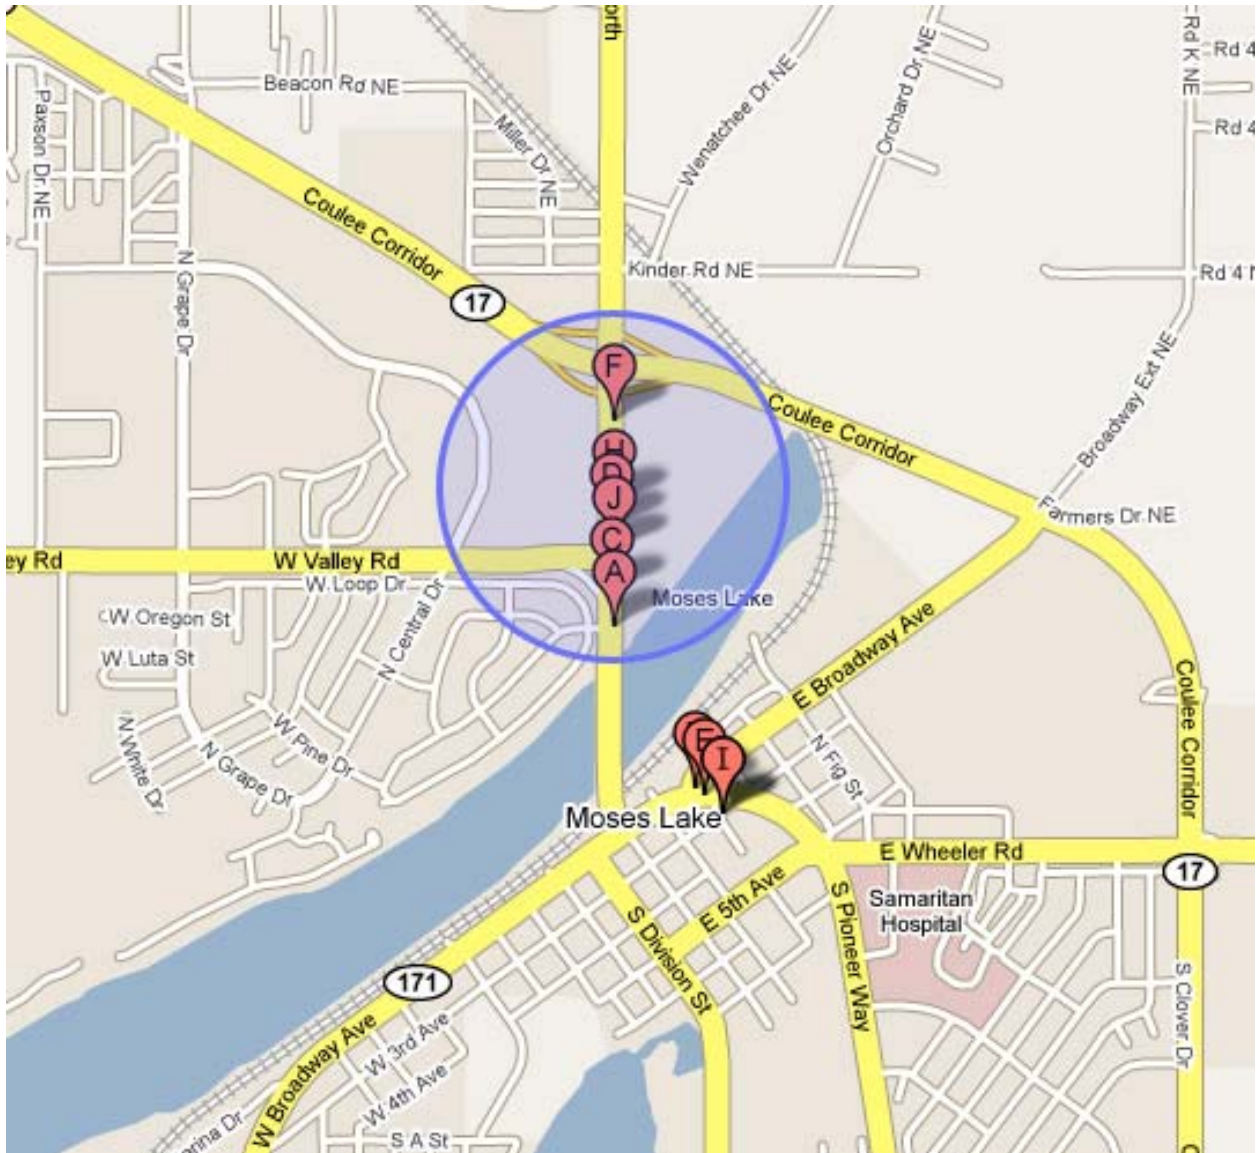 orth
Beacon Rd NE
Paxson Dr NE
Miller Dr NE
Wenatchee Dr NE
Orchard Dr NE
Rd K NE
Rd 4
Rd 4
Coulee Corridor
N Grape Dr
Kinder Rd NE
Rd 4 N
17
F
Broadway Ext NE
Coulee Corridor
H
D
J
Farmers Dr NE
C
ey Rd
W Valley Rd
A
W Loop Dr
Moses Lake
W Oregon St
N Central Dr
E Broadway Ave
W Luta St
Coulee Corridor
N White Dr
W Pine Dr
N Grape Dr
E
I
N Fig St
Moses Lake
E Wheeler Rd
17
E 5th Ave
Samaritan
Hospital
S Division St
S Pioneer Way
171
S Clover Dr
W Broadway Ave
W 3rd Ave
W 4th Ave
arina Dr
S A St